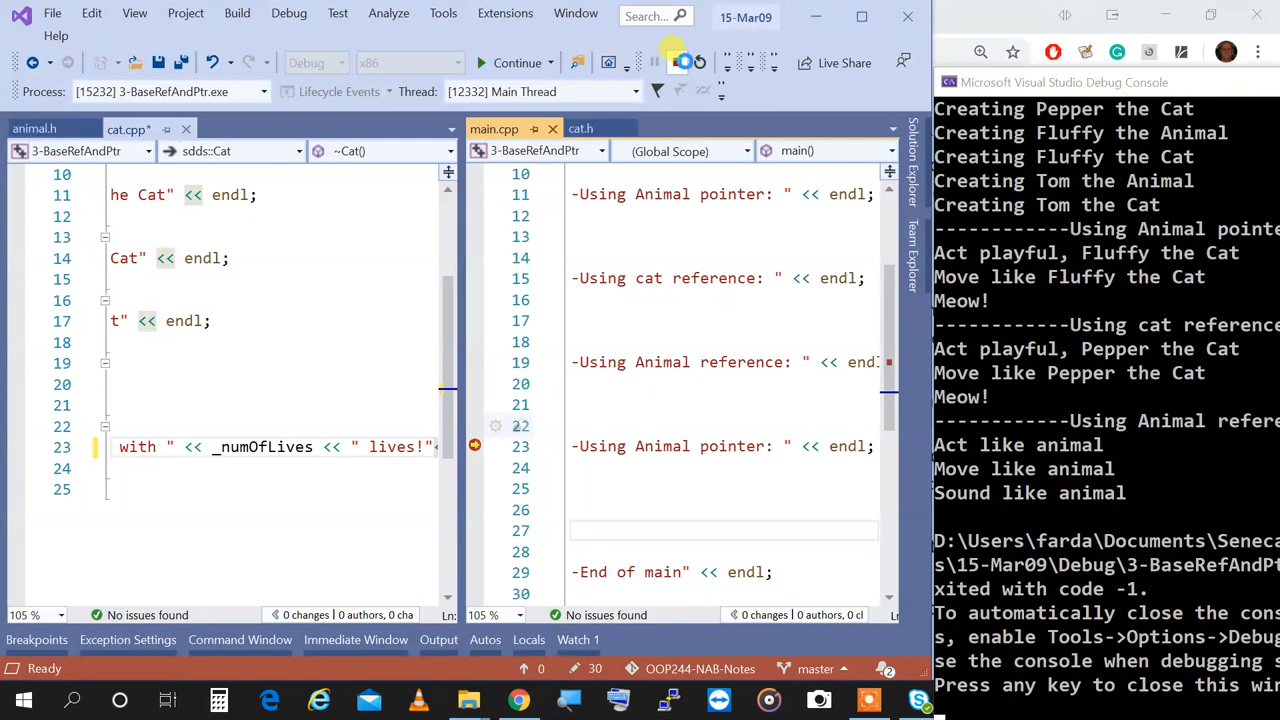 File Edit View Project Build Debug Test Analyze Tools Extensions Window Search... 15-Mar09
Help
Debug x86 Continue Live Share
Process: [15232] 3-BaseRefAndPtr.exe Lifecycle Events Thread: [12332] Main Thread
animal.h cat.cpp* main.cpp cat.h
3-BaseRefAndPtr sds::Cat ~Cat() 3-BaseRefAndPtr (Global Scope) main()
10
11 he Cat" << endl;
12
13
14 Cat" << endl;
15
16
17 t" << endl;
18
19
20
21
22
23 with " << _numOfLives << " lives!"<
24
25
10
11 -Using Animal pointer: " << endl;
12
13
14
15 -Using cat reference: " << endl;
16
17
18
19 -Using Animal reference: " << endl
20
21
22
23 -Using Animal pointer: " << endl;
24
25
26
27
28
29 -End of main" << endl;
30
105 % No issues found 0 changes | 0 authors, 0 cha Ln: 105 % No issues found 0 changes | 0 authors, 0 cl Ln
Breakpoints Exception Settings Command Window Immediate Window Output Autos Locals Watch 1
Ready 0 30 OOP244-NAB-Notes master 2
Solution Explorer
Team Explorer
Microsoft Visual Studio Debug Console
Creating Pepper the Cat
Creating Fluffy the Animal
Creating Fluffy the Cat
Creating Tom the Animal
Creating Tom the Cat
------------Using Animal pointe
Act playful, Fluffy the Cat
Move like Fluffy the Cat
Meow!
------------Using cat reference
Act playful, Pepper the Cat
Move like Pepper the Cat
Meow!
------------Using Animal refere
Act like animal
Move like animal
Sound like animal
D:\Users\farda\Documents\Seneca
s\15-Mar09\Debug\3-BaseRefAndPt
xited with code -1.
To automatically close the cons
s, enable Tools->Options->Debug
se the console when debugging s
Press any key to close this win